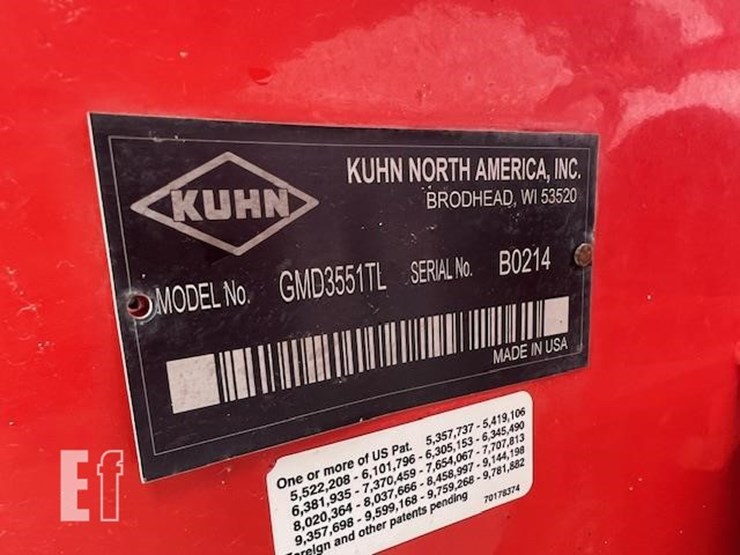 KUHN
KUHN NORTH AMERICA, INC.
BRODHEAD, WI 53520
MODEL No. GMD3551TL SERIAL No. B0214
MADE IN USA
One or more of US Pat. 5,357,737 - 5,419,106
5,522,208 - 6,101,796 - 6,305,153 - 6,345,490
6,381,935 - 7,370,459 - 7,654,067 - 7,707,813
8,020,364 - 8,037,666 - 8,458,997 - 9,144,198
9,357,698 - 9,599,168 - 9,759,268 - 9,781,882
Foreign and other patents pending 70178374
Ef